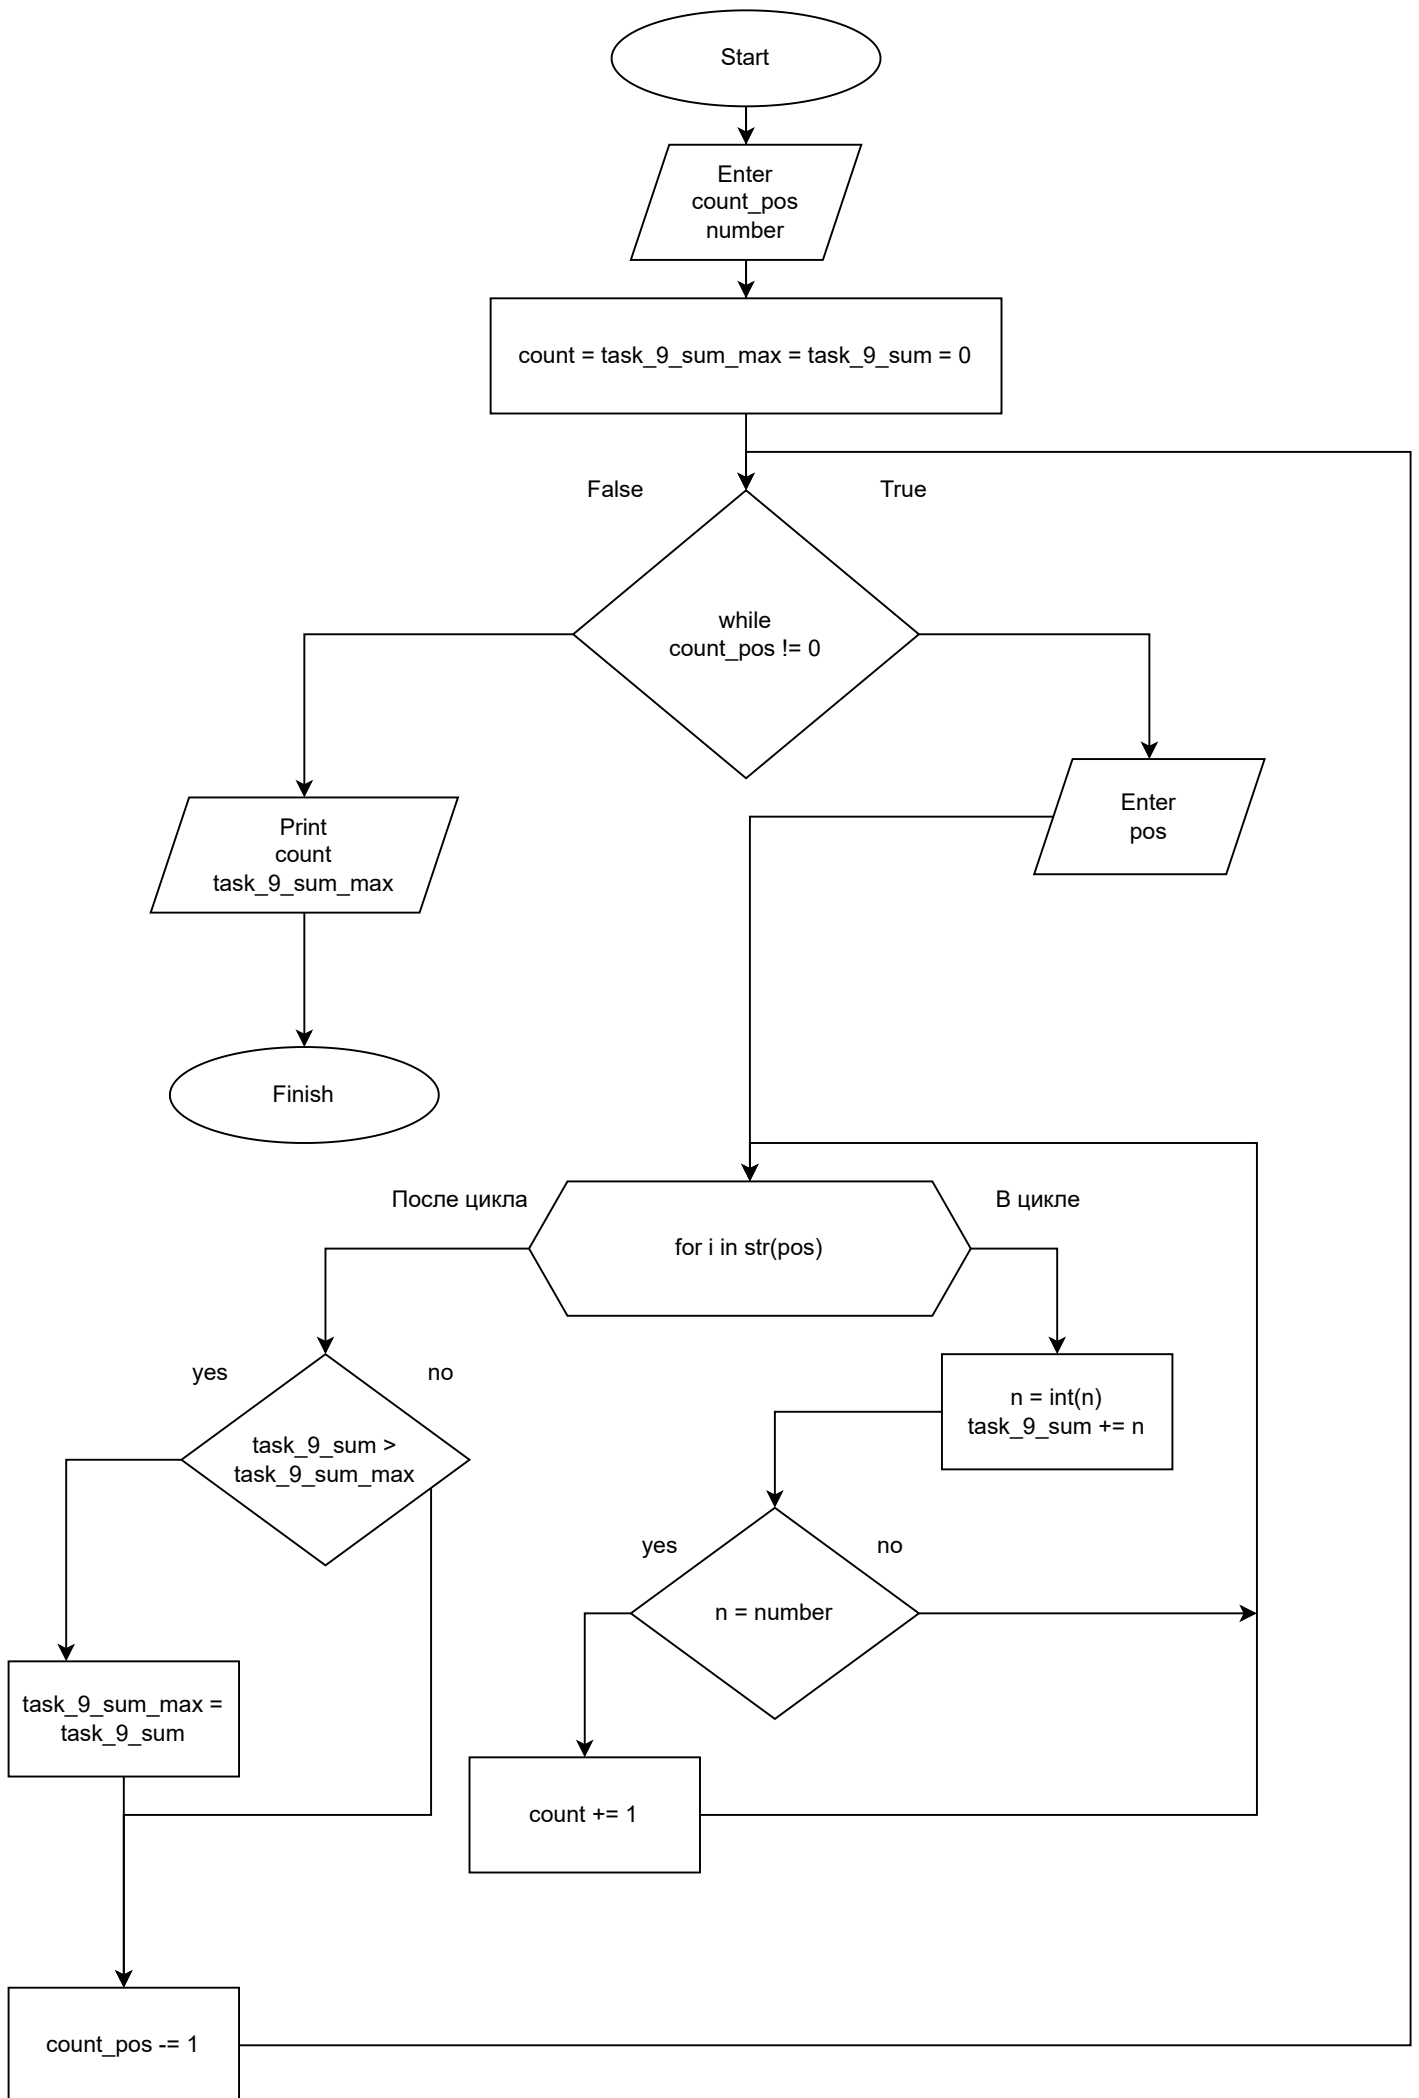 Start
Enter
count_pos
number
count = task_9_sum_max = task_9_sum = 0
False
True
while
count_pos != 0
Enter
pos
Print
count
task_9_sum_max
Finish
После цикла
В цикле
for i in str(pos)
yes
no
task_9_sum >
task_9_sum_max
n = int(n)
task_9_sum += n
yes
no
n = number
task_9_sum_max =
task_9_sum
count += 1
count_pos -= 1